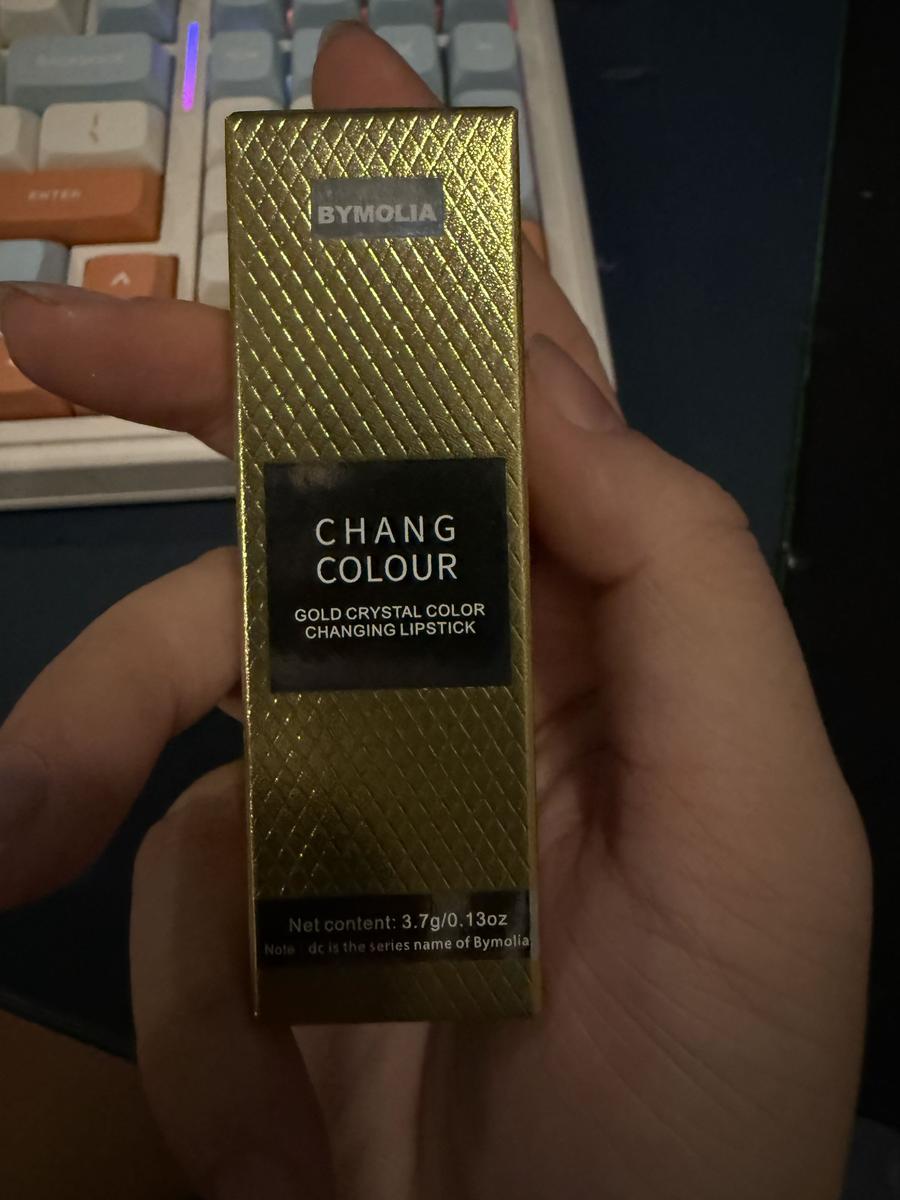 ENTER
BYMOLIA
CHANG
COLOUR
GOLD CRYSTAL COLOR
CHANGING LIPSTICK
Net content: 3.7g/0.13oz
Note : dc is the series name of Bymolia